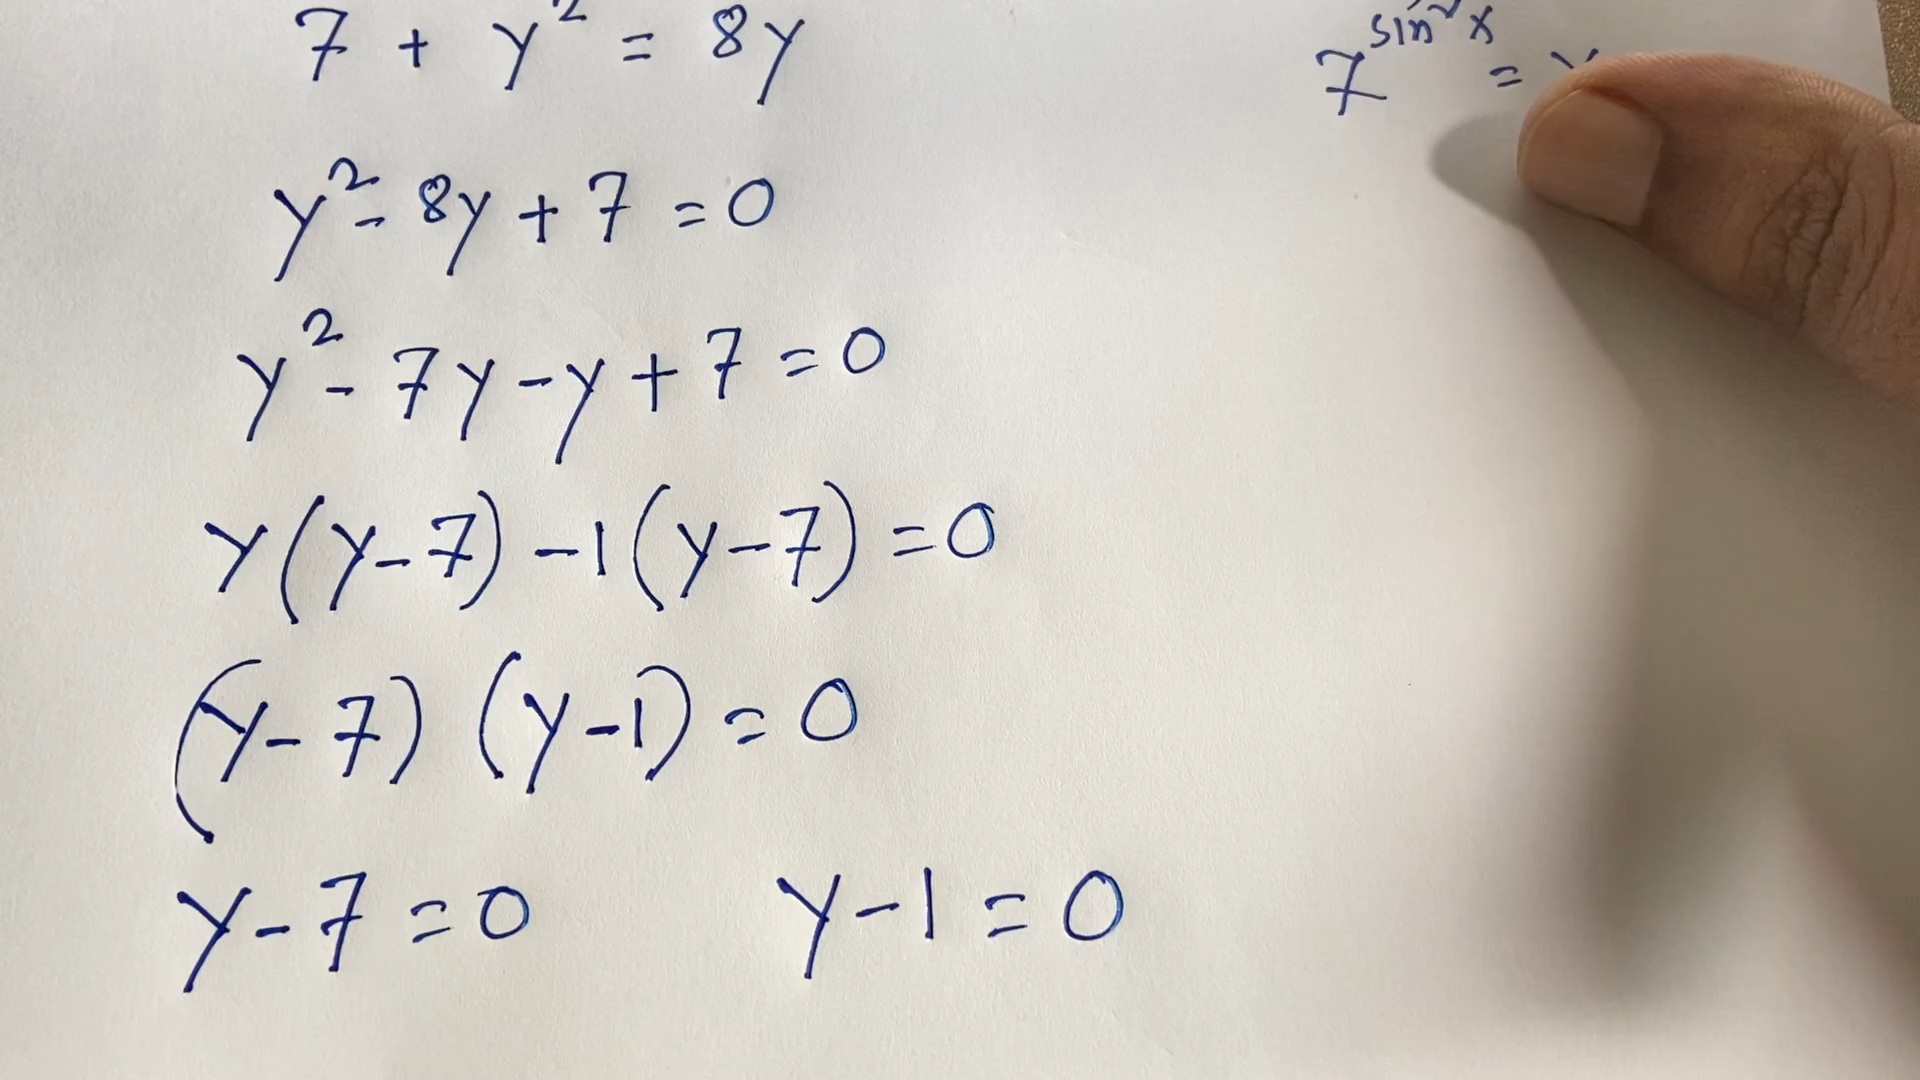 7 + y² = 8y
7^sin²x =
y² - 8y + 7 = 0
y² - 7y - y + 7 = 0
y(y-7) - 1(y-7) = 0
(y-7) (y-1) = 0
y-7 = 0 y-1 = 0